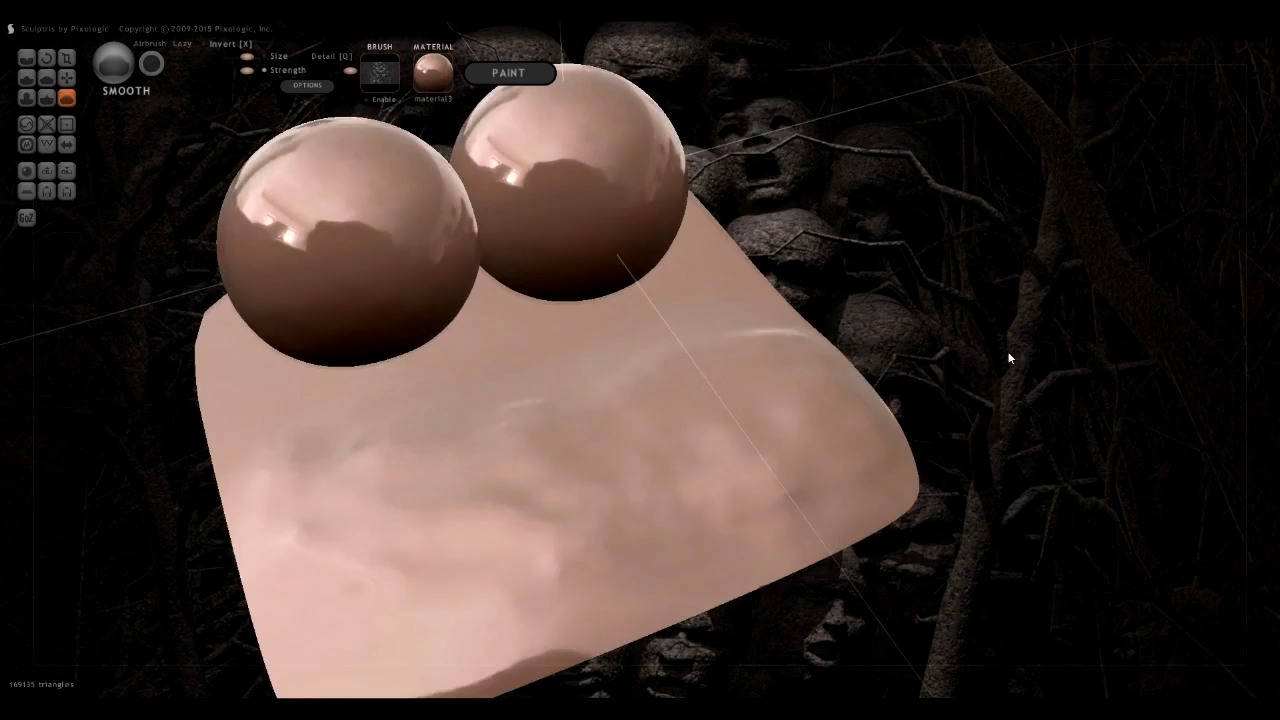 Sculptris by Pixologic Copyright © 2009-2015 Pixologic, Inc.
Airbrush Lazy Invert [X]
SMOOTH
Size Detail [Q]
Strength
OPTIONS
BRUSH
Enable
MATERIAL
material3
PAINT
GoZ
169135 triangles